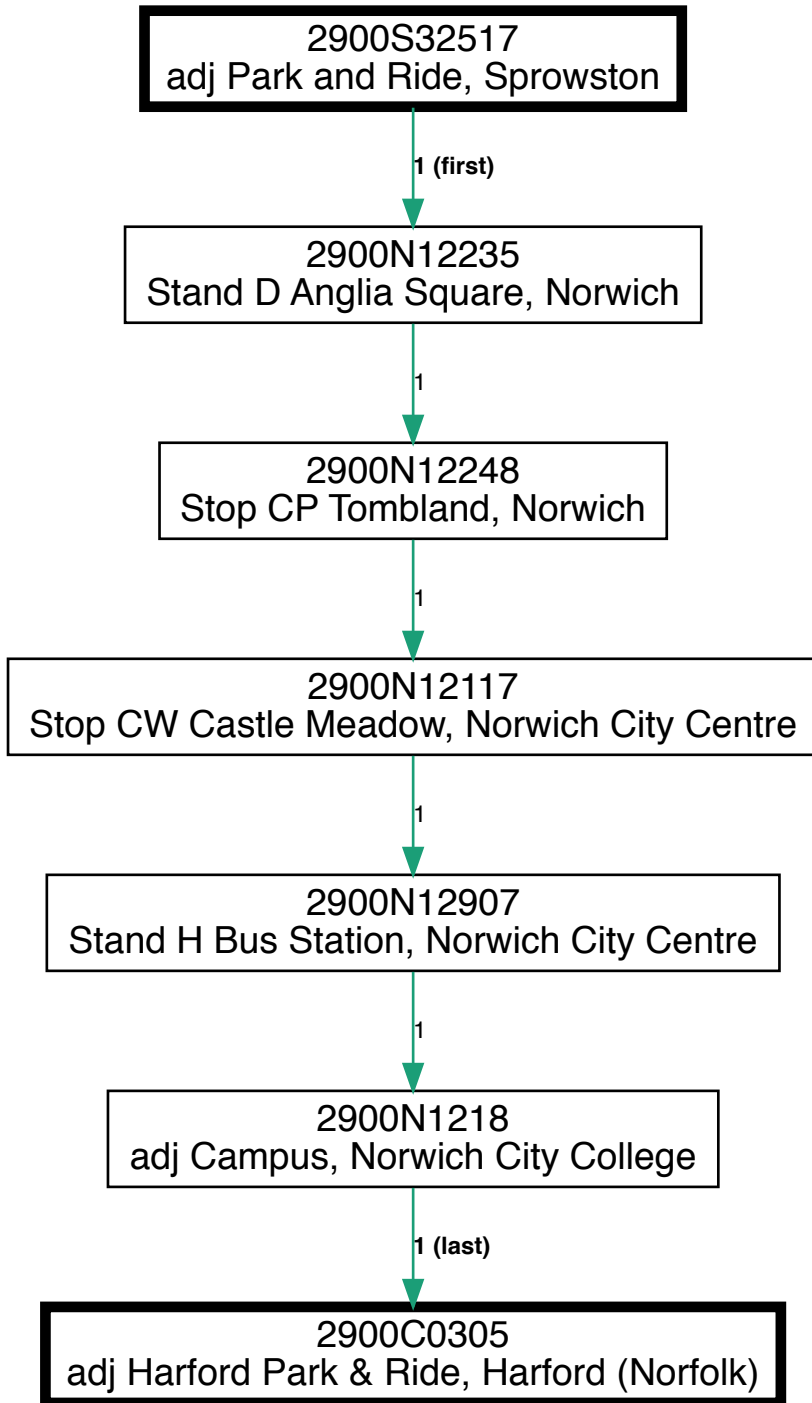 2900S32517
adj Park and Ride, Sprowston
1 (first)
2900N12235
Stand D Anglia Square, Norwich
1
2900N12248
Stop CP Tombland, Norwich
1
2900N12117
Stop CW Castle Meadow, Norwich City Centre
1
2900N12907
Stand H Bus Station, Norwich City Centre
1
2900N1218
adj Campus, Norwich City College
1 (last)
2900C0305
adj Harford Park & Ride, Harford (Norfolk)